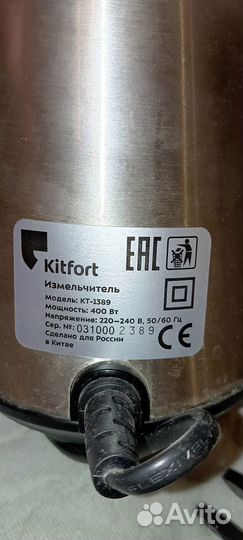 Kitfort
EAC
Измельчитель
Модель: КТ-1389
Мощность: 400 Вт
Напряжение: 220–240 В, 50/60 Гц
Сер. №: 031000 2389
Сделано для России
в Китае
CE
Avito